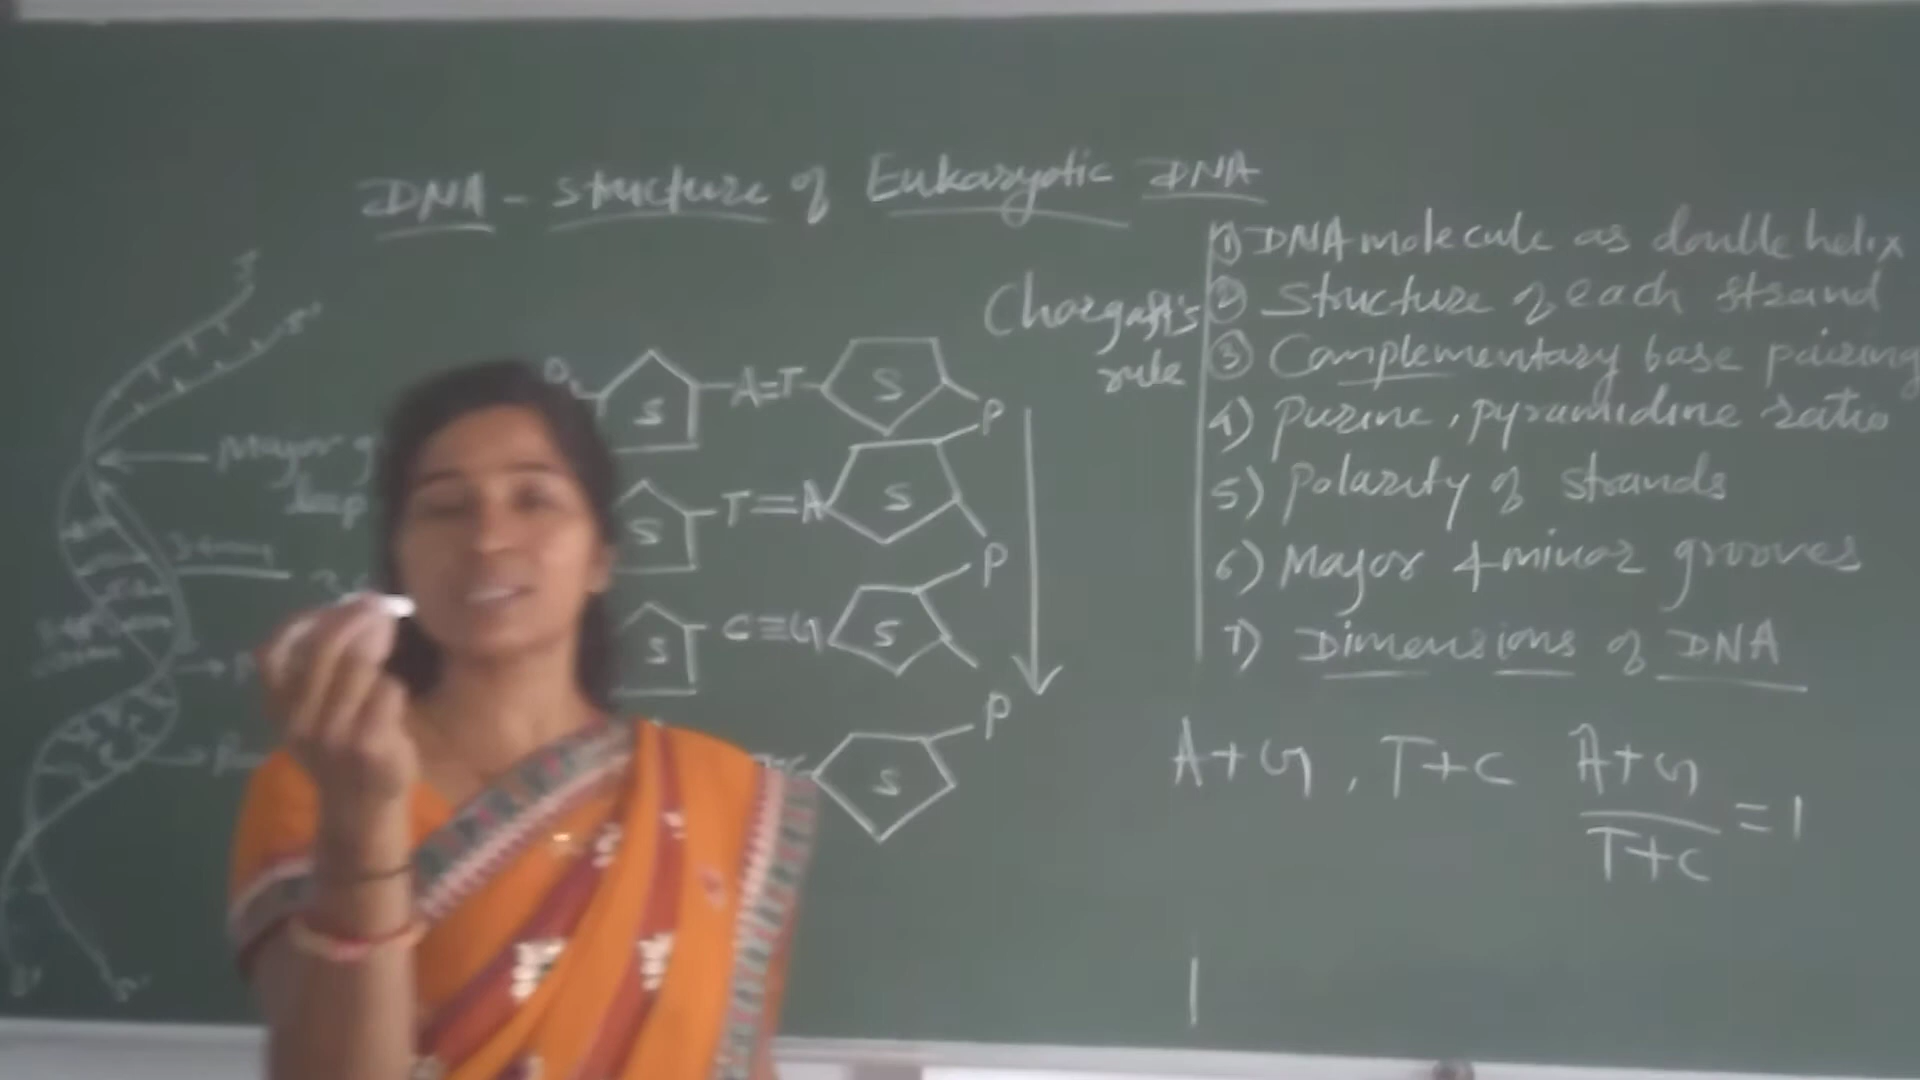 DNA - Structure of Eukaryotic DNA
Major
deep
S - A=T - S
P
S - T=A S
P
S - C≡G S
P
S
Chargaff's
rule
1) DNA molecule as double helix
2) Structure of each strand
3) Complementary base pairing
4) Purine, pyramidine ratio
5) Polarity of strands
6) Major & minor grooves
7) Dimensions of DNA
A+G, T+C A+G/T+C = 1